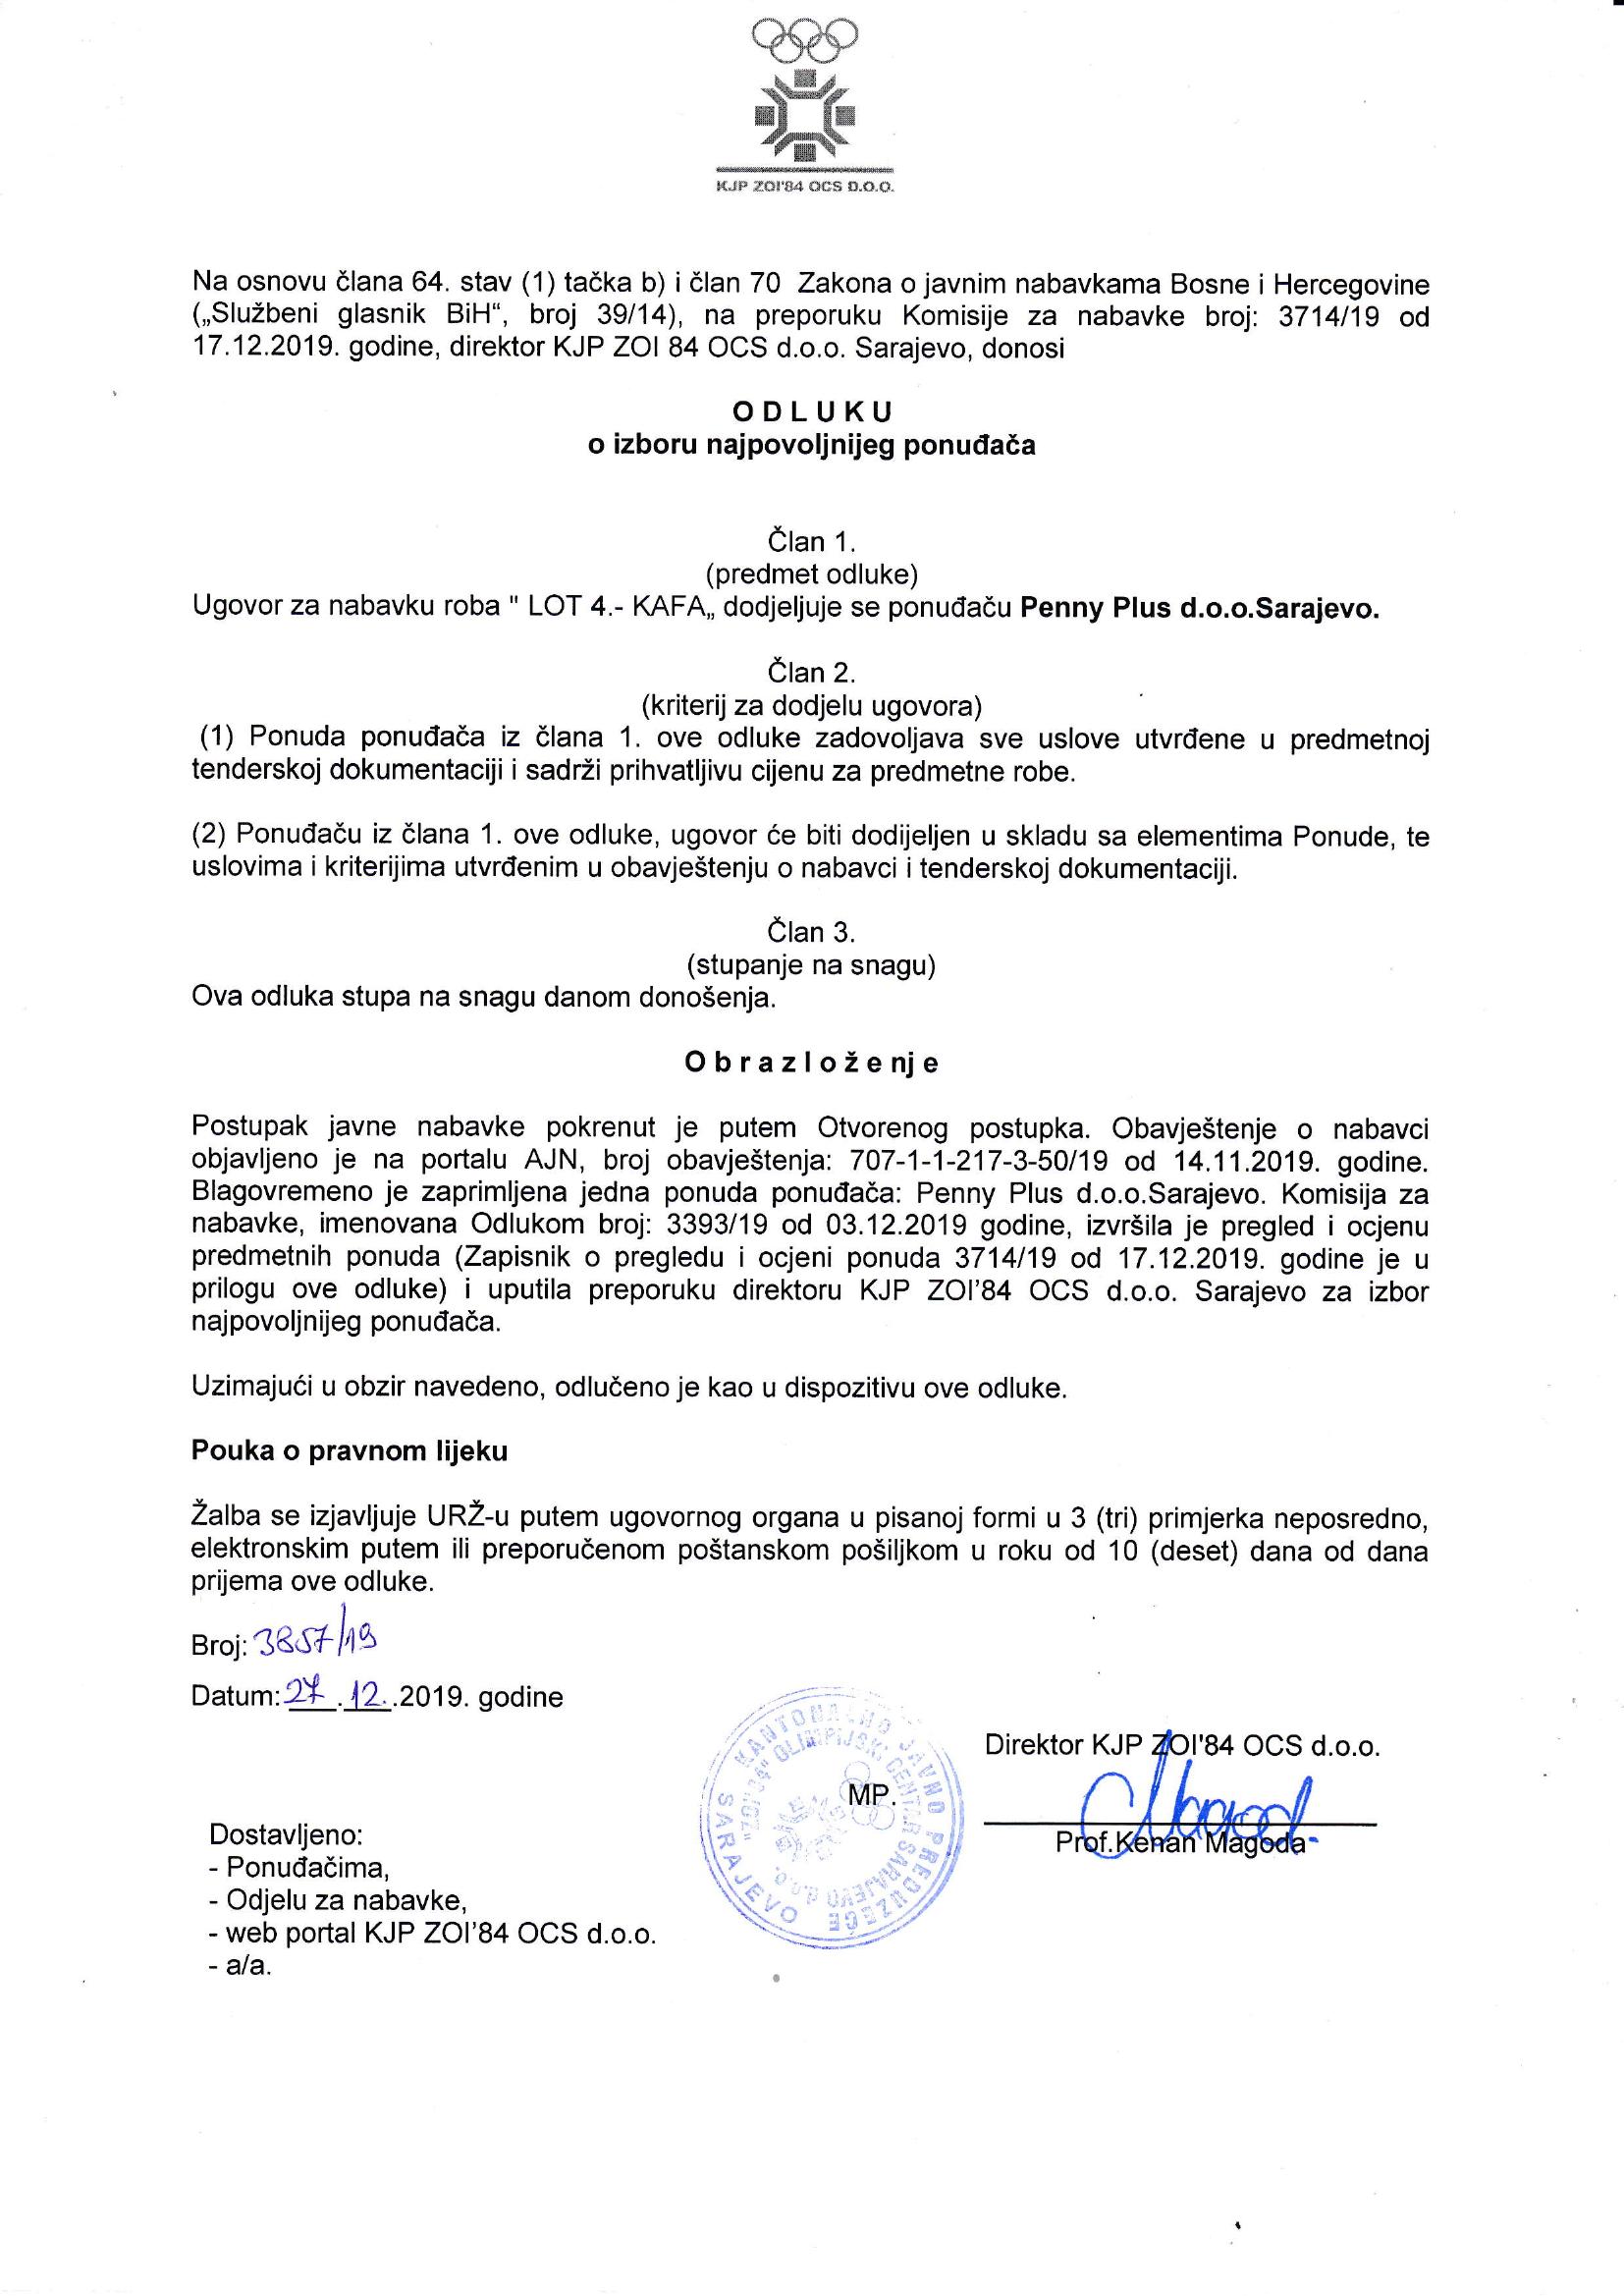 KJP ZOI'84 OCS D.O.O.
Na osnovu člana 64. stav (1) tačka b) i član 70 Zakona o javnim nabavkama Bosne i Hercegovine
(„Službeni glasnik BiH“, broj 39/14), na preporuku Komisije za nabavke broj: 3714/19 od
17.12.2019. godine, direktor KJP ZOI 84 OCS d.o.o. Sarajevo, donosi
O D L U K U
o izboru najpovoljnijeg ponuđača
Član 1.
(predmet odluke)
Ugovor za nabavku roba " LOT 4.- KAFA„ dodjeljuje se ponuđaču Penny Plus d.o.o.Sarajevo.
Član 2.
(kriterij za dodjelu ugovora)
(1) Ponuda ponuđača iz člana 1. ove odluke zadovoljava sve uslove utvrđene u predmetnoj
tenderskoj dokumentaciji i sadrži prihvatljivu cijenu za predmetne robe.
(2) Ponuđaču iz člana 1. ove odluke, ugovor će biti dodijeljen u skladu sa elementima Ponude, te
uslovima i kriterijima utvrđenim u obavještenju o nabavci i tenderskoj dokumentaciji.
Član 3.
(stupanje na snagu)
Ova odluka stupa na snagu danom donošenja.
O b r a z l o ž e nj e
Postupak javne nabavke pokrenut je putem Otvorenog postupka. Obavještenje o nabavci
objavljeno je na portalu AJN, broj obavještenja: 707-1-1-217-3-50/19 od 14.11.2019. godine.
Blagovremeno je zaprimljena jedna ponuda ponuđača: Penny Plus d.o.o.Sarajevo. Komisija za
nabavke, imenovana Odlukom broj: 3393/19 od 03.12.2019 godine, izvršila je pregled i ocjenu
predmetnih ponuda (Zapisnik o pregledu i ocjeni ponuda 3714/19 od 17.12.2019. godine je u
prilogu ove odluke) i uputila preporuku direktoru KJP ZOI’84 OCS d.o.o. Sarajevo za izbor
najpovoljnijeg ponuđača.
Uzimajući u obzir navedeno, odlučeno je kao u dispozitivu ove odluke.
Pouka o pravnom lijeku
Žalba se izjavljuje URŽ-u putem ugovornog organa u pisanoj formi u 3 (tri) primjerka neposredno,
elektronskim putem ili preporučenom poštanskom pošiljkom u roku od 10 (deset) dana od dana
prijema ove odluke.
Broj: 3857/19
Datum: 27.12..2019. godine
KANTONALNO JAVNO PREDUZEĆE SARAJEVO
"ZOI'84" OLIMPIJSKI CENTAR SARAJEVO d.o.o.
Direktor KJP ZOI'84 OCS d.o.o.
MP.
Prof.Kenan Magoda
Dostavljeno:
- Ponuđačima,
- Odjelu za nabavke,
- web portal KJP ZOI’84 OCS d.o.o.
- a/a.